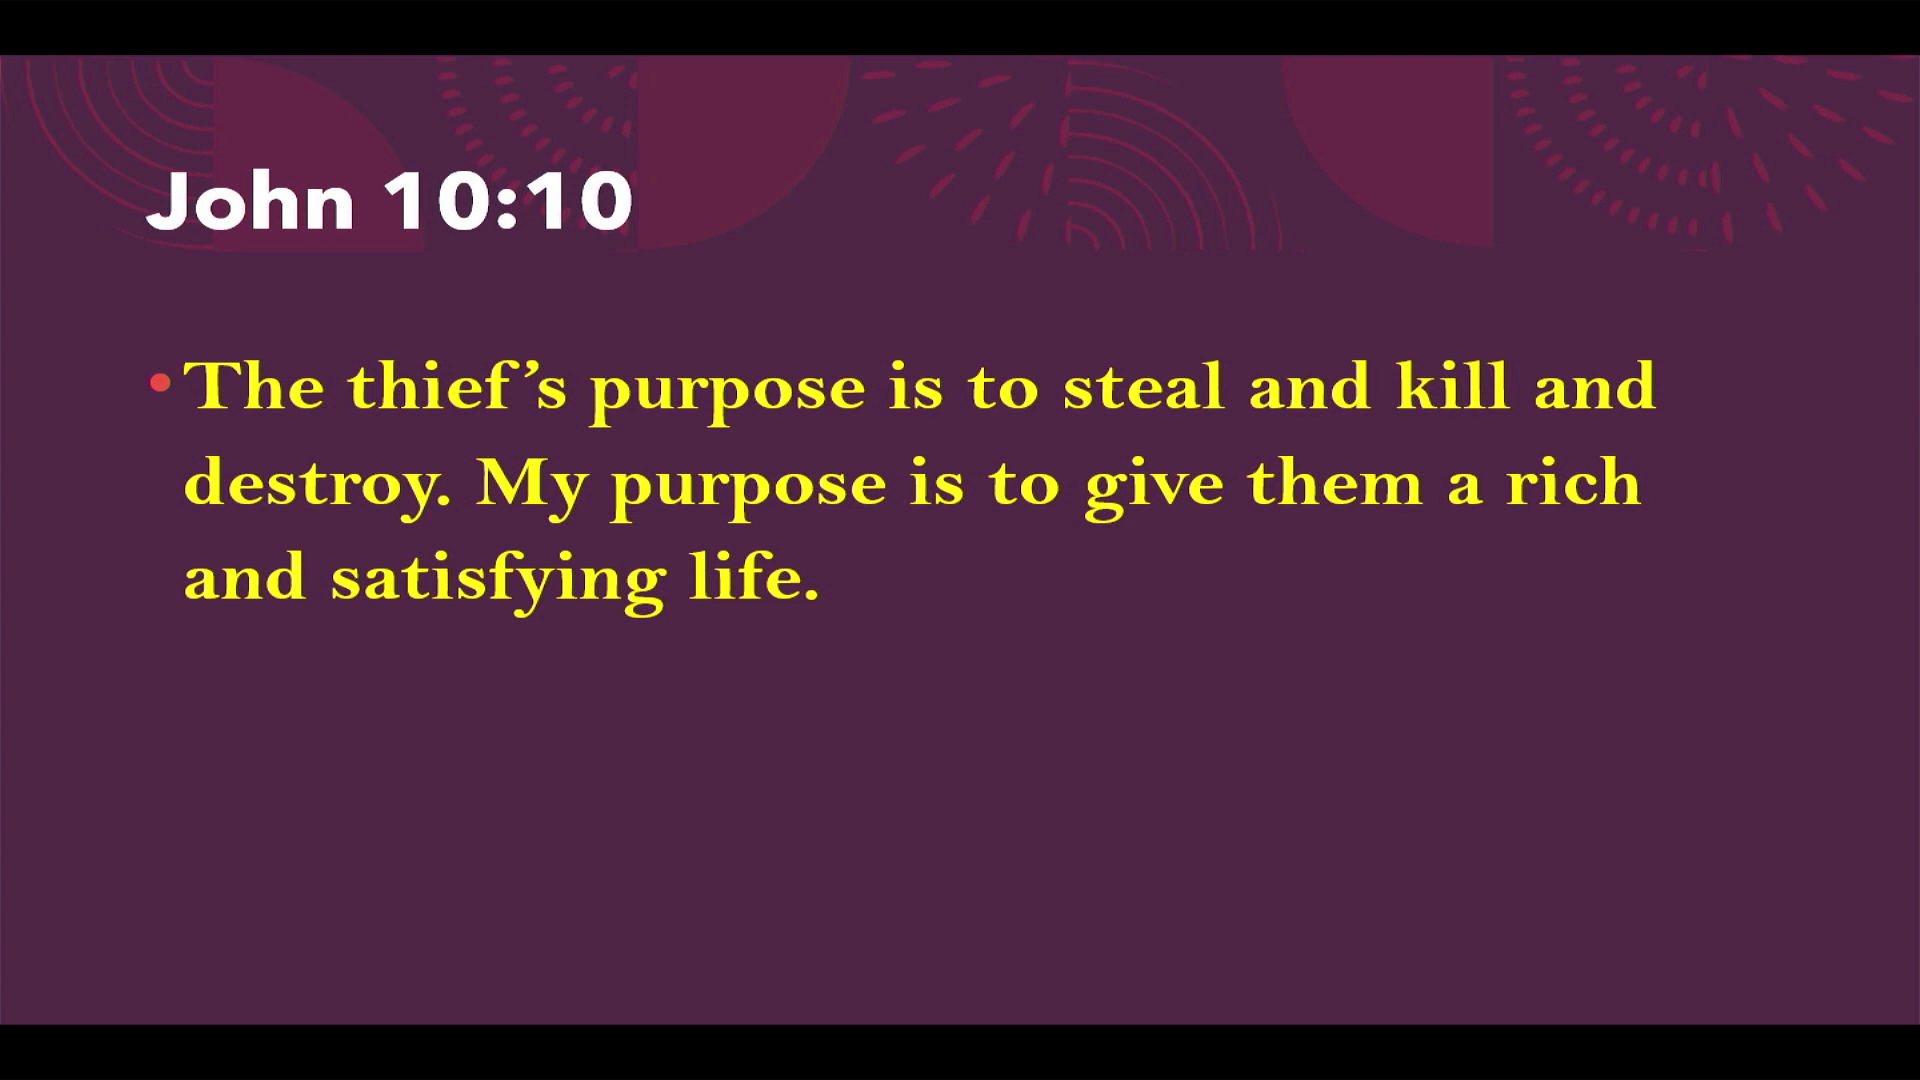 John 10:10
• The thief’s purpose is to steal and kill and
destroy. My purpose is to give them a rich
and satisfying life.